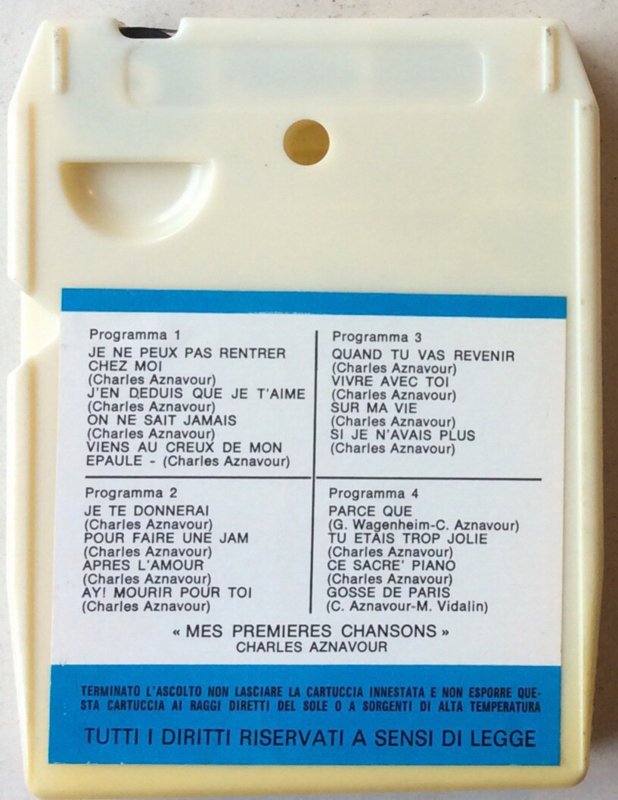 Programma 1
JE NE PEUX PAS RENTRER
CHEZ MOI
(Charles Aznavour)
J'EN DEDUIS QUE JE T'AIME
(Charles Aznavour)
ON NE SAIT JAMAIS
(Charles Aznavour)
VIENS AU CREUX DE MON
EPAULE - (Charles Aznavour)
Programma 3
QUAND TU VAS REVENIR
(Charles Aznavour)
VIVRE AVEC TOI
(Charles Aznavour)
SUR MA VIE
(Charles Aznavour)
SI JE N'AVAIS PLUS
(Charles Aznavour)
Programma 2
JE TE DONNERAI
(Charles Aznavour)
POUR FAIRE UNE JAM
(Charles Aznavour)
APRES L'AMOUR
(Charles Aznavour)
AY! MOURIR POUR TOI
(Charles Aznavour)
Programma 4
PARCE QUE
(G. Wagenheim-C. Aznavour)
TU ETAIS TROP JOLIE
(Charles Aznavour)
CE SACRE' PIANO
(Charles Aznavour)
GOSSE DE PARIS
(C. Aznavour-M. Vidalin)
« MES PREMIERES CHANSONS »
CHARLES AZNAVOUR
TERMINATO L'ASCOLTO NON LASCIARE LA CARTUCCIA INNESTATA E NON ESPORRE QUE-
STA CARTUCCIA AI RAGGI DIRETTI DEL SOLE O A SORGENTI DI ALTA TEMPERATURA
TUTTI I DIRITTI RISERVATI A SENSI DI LEGGE